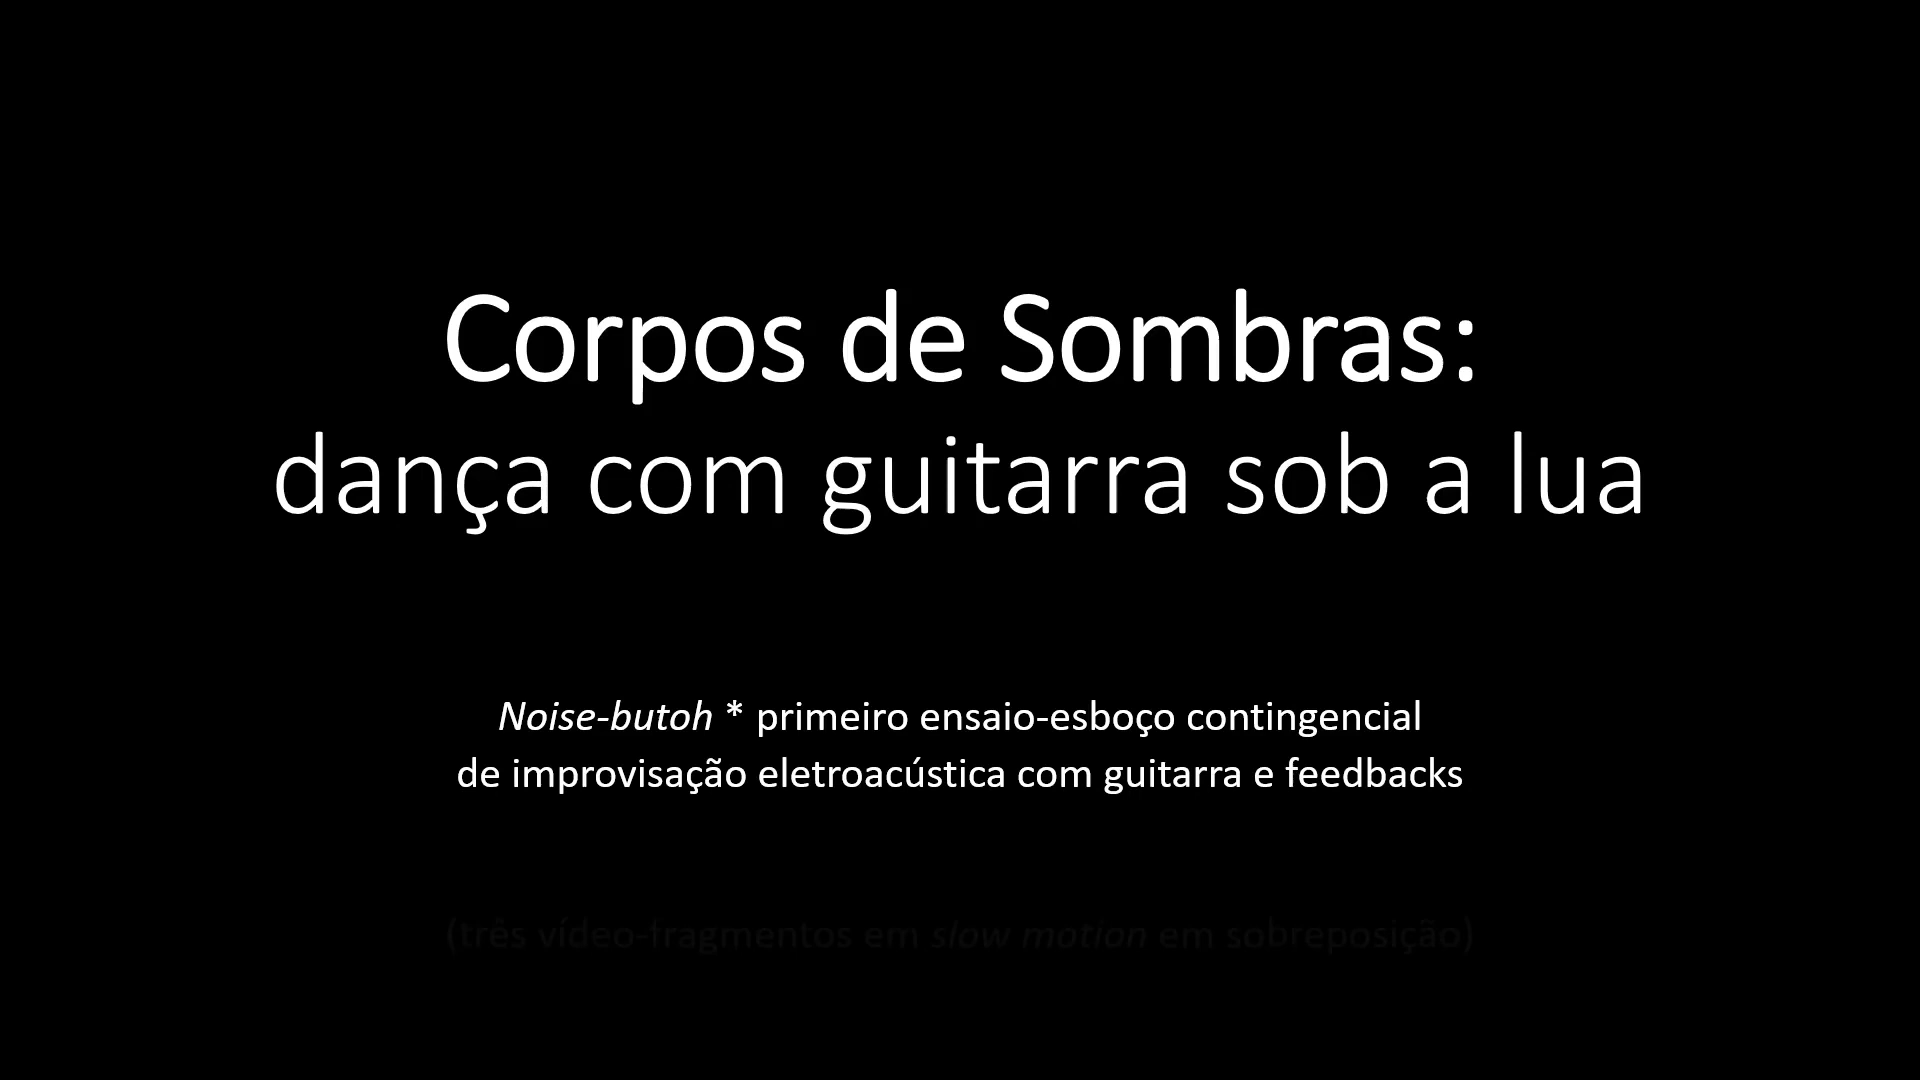 Corpos de Sombras:
dança com guitarra sob a lua
Noise-butoh * primeiro ensaio-esboço contingencial
de improvisação eletroacústica com guitarra e feedbacks
(três vídeo-fragmentos em slow motion em sobreposição)